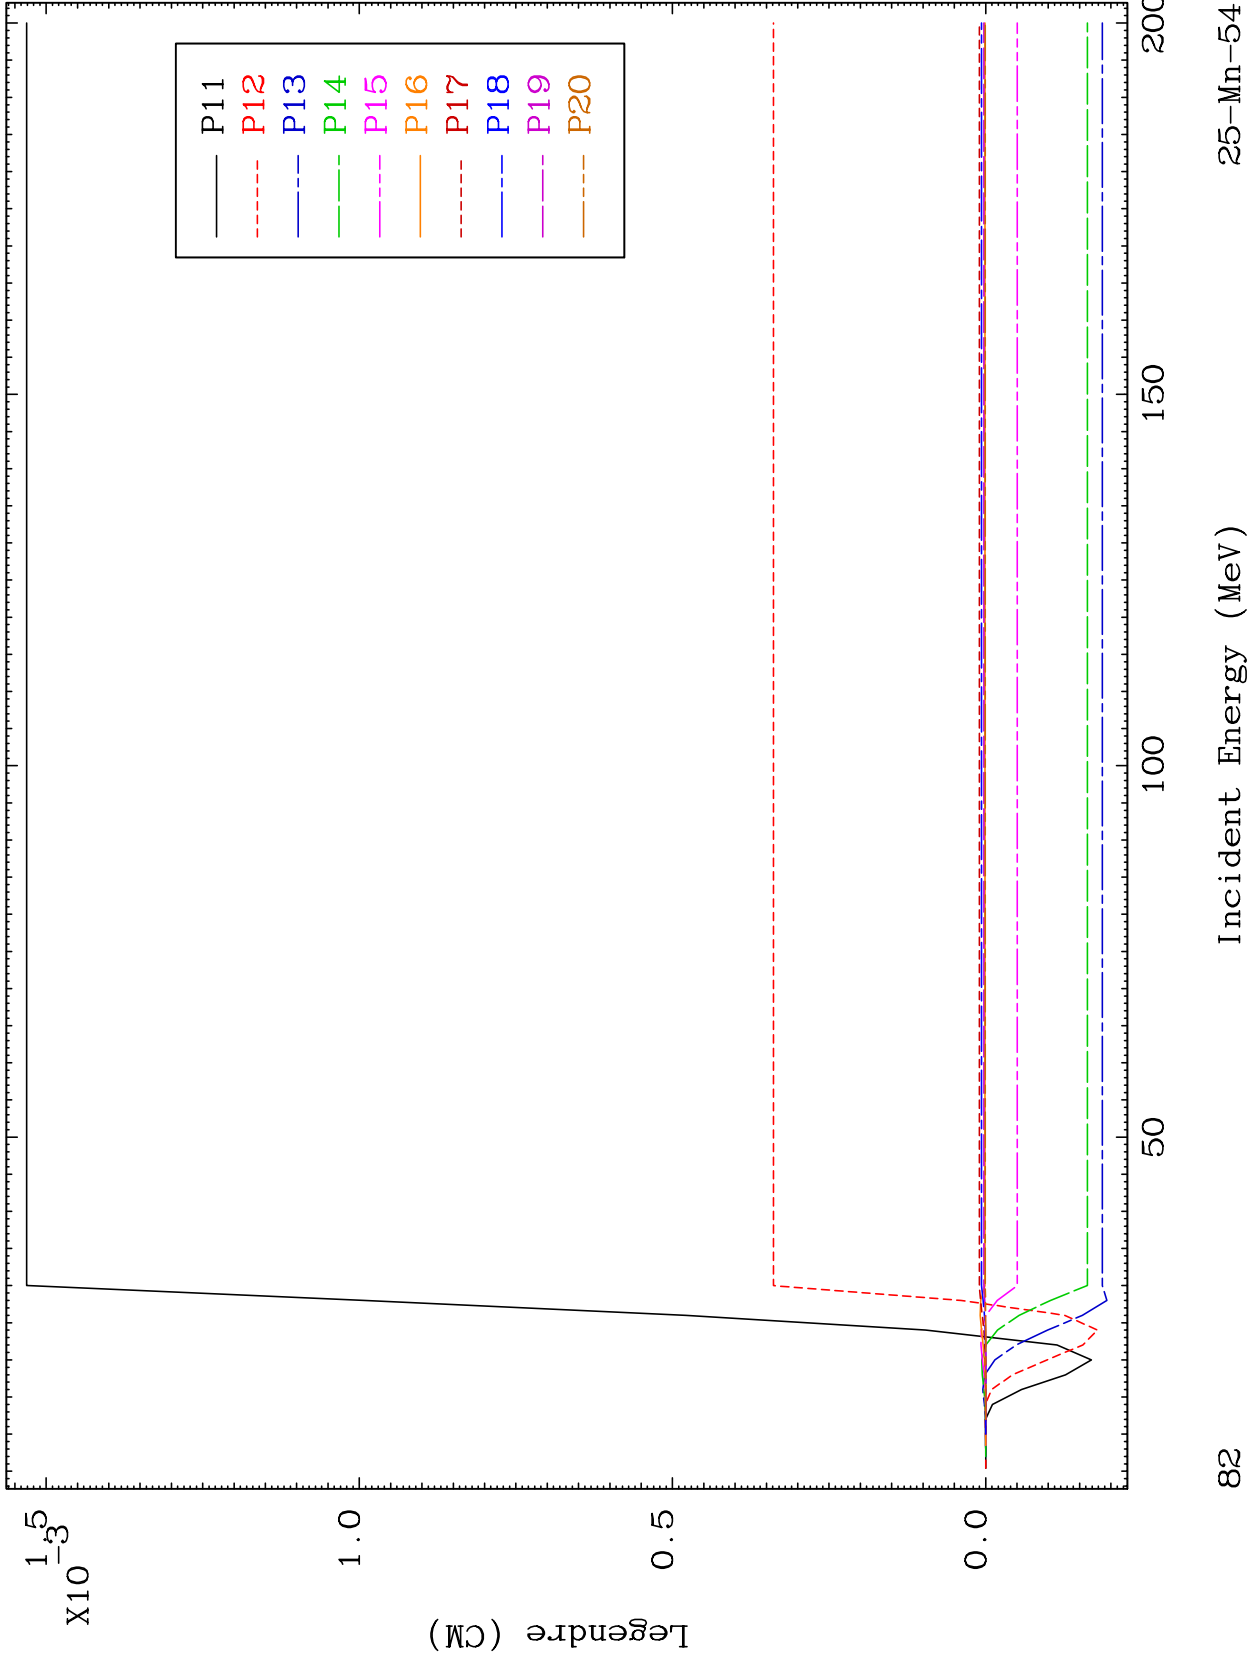 1.5
X10-3
1.0
0.5
0.0
Legendre (CM)
P11
P12
P13
P14
P15
P16
P17
P18
P19
P20
50
100
150
200
Incident Energy (MeV)
82
25-Mn-54